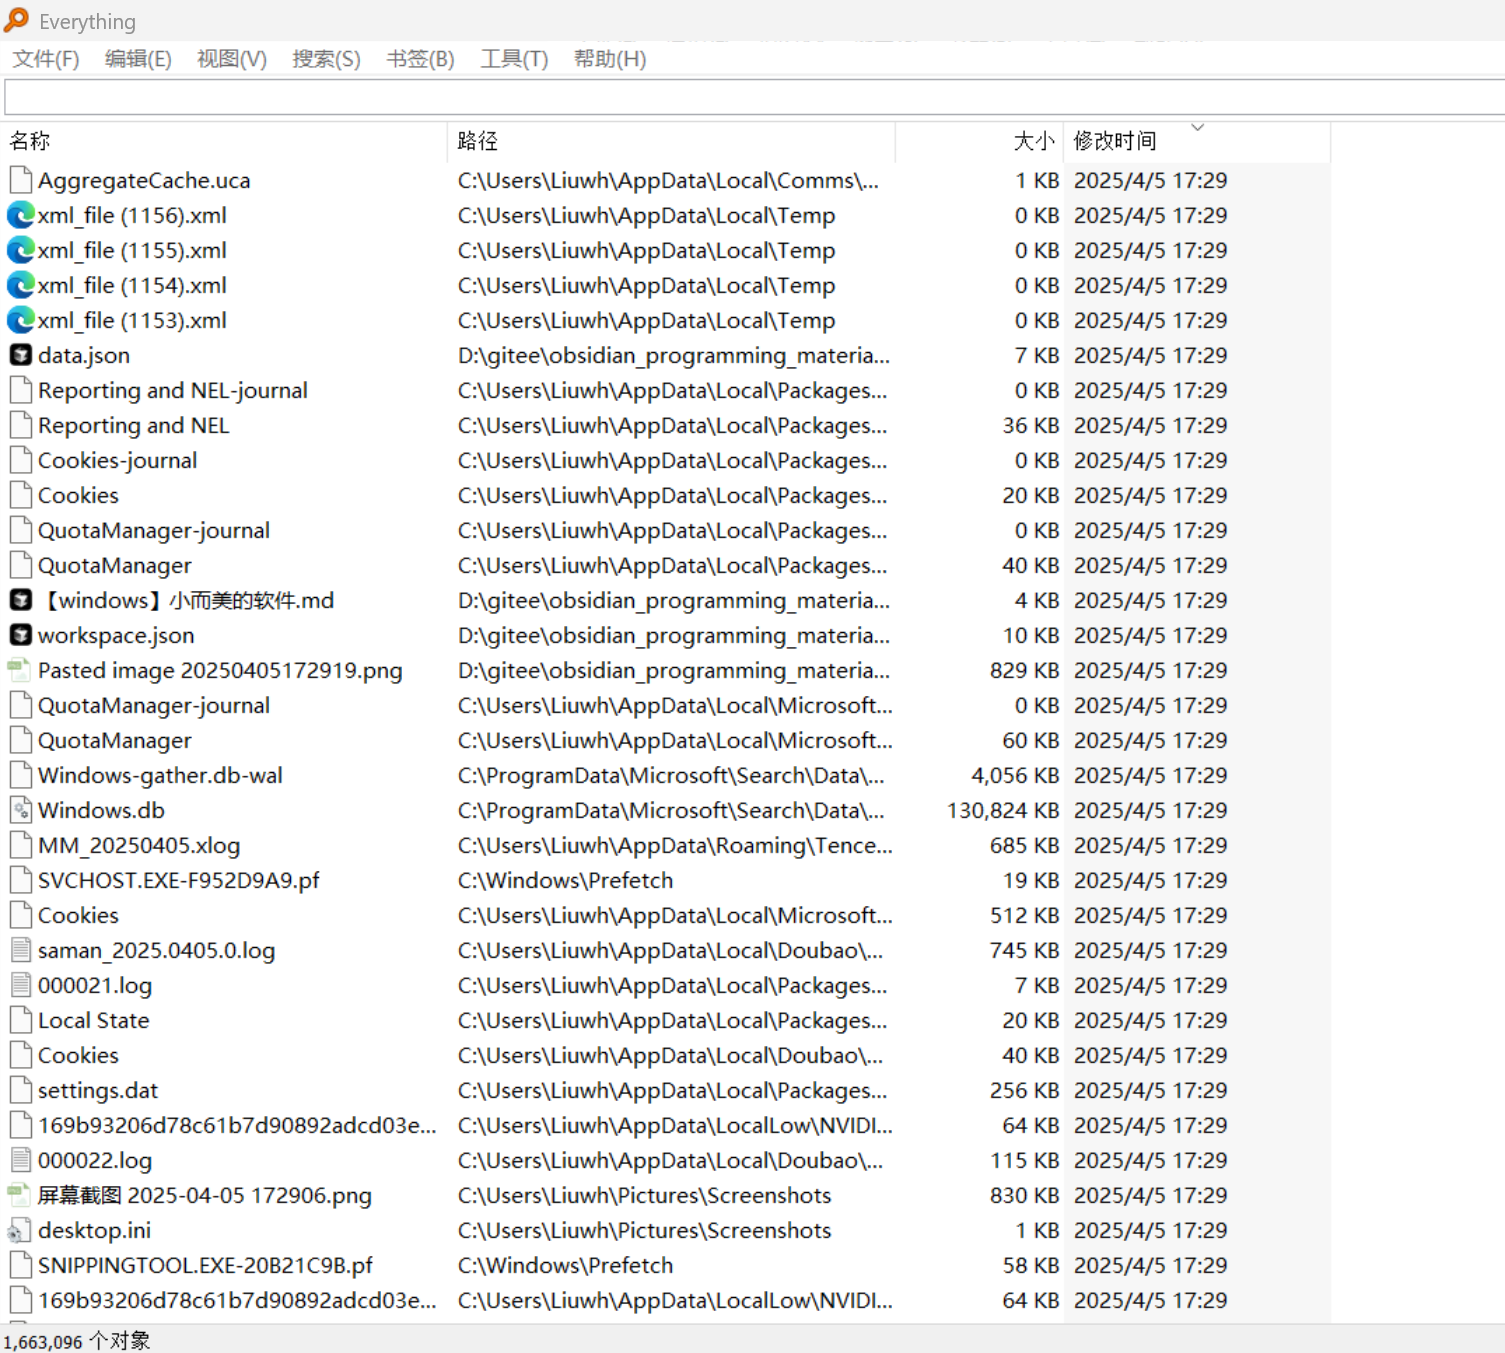 Everything
文件(F) 编辑(E) 视图(V) 搜索(S) 书签(B) 工具(T) 帮助(H)
名称 路径 大小 修改时间
AggregateCache.uca C:\Users\Liuwh\AppData\Local\Comms\... 1 KB 2025/4/5 17:29
xml_file (1156).xml C:\Users\Liuwh\AppData\Local\Temp 0 KB 2025/4/5 17:29
xml_file (1155).xml C:\Users\Liuwh\AppData\Local\Temp 0 KB 2025/4/5 17:29
xml_file (1154).xml C:\Users\Liuwh\AppData\Local\Temp 0 KB 2025/4/5 17:29
xml_file (1153).xml C:\Users\Liuwh\AppData\Local\Temp 0 KB 2025/4/5 17:29
data.json D:\gitee\obsidian_programming_materia... 7 KB 2025/4/5 17:29
Reporting and NEL-journal C:\Users\Liuwh\AppData\Local\Packages... 0 KB 2025/4/5 17:29
Reporting and NEL C:\Users\Liuwh\AppData\Local\Packages... 36 KB 2025/4/5 17:29
Cookies-journal C:\Users\Liuwh\AppData\Local\Packages... 0 KB 2025/4/5 17:29
Cookies C:\Users\Liuwh\AppData\Local\Packages... 20 KB 2025/4/5 17:29
QuotaManager-journal C:\Users\Liuwh\AppData\Local\Packages... 0 KB 2025/4/5 17:29
QuotaManager C:\Users\Liuwh\AppData\Local\Packages... 40 KB 2025/4/5 17:29
【windows】小而美的软件.md D:\gitee\obsidian_programming_materia... 4 KB 2025/4/5 17:29
workspace.json D:\gitee\obsidian_programming_materia... 10 KB 2025/4/5 17:29
Pasted image 20250405172919.png D:\gitee\obsidian_programming_materia... 829 KB 2025/4/5 17:29
QuotaManager-journal C:\Users\Liuwh\AppData\Local\Microsoft... 0 KB 2025/4/5 17:29
QuotaManager C:\Users\Liuwh\AppData\Local\Microsoft... 60 KB 2025/4/5 17:29
Windows-gather.db-wal C:\ProgramData\Microsoft\Search\Data\... 4,056 KB 2025/4/5 17:29
Windows.db C:\ProgramData\Microsoft\Search\Data\... 130,824 KB 2025/4/5 17:29
MM_20250405.xlog C:\Users\Liuwh\AppData\Roaming\Tence... 685 KB 2025/4/5 17:29
SVCHOST.EXE-F952D9A9.pf C:\Windows\Prefetch 19 KB 2025/4/5 17:29
Cookies C:\Users\Liuwh\AppData\Local\Microsoft... 512 KB 2025/4/5 17:29
saman_2025.0405.0.log C:\Users\Liuwh\AppData\Local\Doubao\... 745 KB 2025/4/5 17:29
000021.log C:\Users\Liuwh\AppData\Local\Packages... 7 KB 2025/4/5 17:29
Local State C:\Users\Liuwh\AppData\Local\Packages... 20 KB 2025/4/5 17:29
Cookies C:\Users\Liuwh\AppData\Local\Doubao\... 40 KB 2025/4/5 17:29
settings.dat C:\Users\Liuwh\AppData\Local\Packages... 256 KB 2025/4/5 17:29
169b93206d78c61b7d90892adcd03e... C:\Users\Liuwh\AppData\LocalLow\NVIDI... 64 KB 2025/4/5 17:29
000022.log C:\Users\Liuwh\AppData\Local\Doubao\... 115 KB 2025/4/5 17:29
屏幕截图 2025-04-05 172906.png C:\Users\Liuwh\Pictures\Screenshots 830 KB 2025/4/5 17:29
desktop.ini C:\Users\Liuwh\Pictures\Screenshots 1 KB 2025/4/5 17:29
SNIPPINGTOOL.EXE-20B21C9B.pf C:\Windows\Prefetch 58 KB 2025/4/5 17:29
169b93206d78c61b7d90892adcd03e... C:\Users\Liuwh\AppData\LocalLow\NVIDI... 64 KB 2025/4/5 17:29
1,663,096 个对象